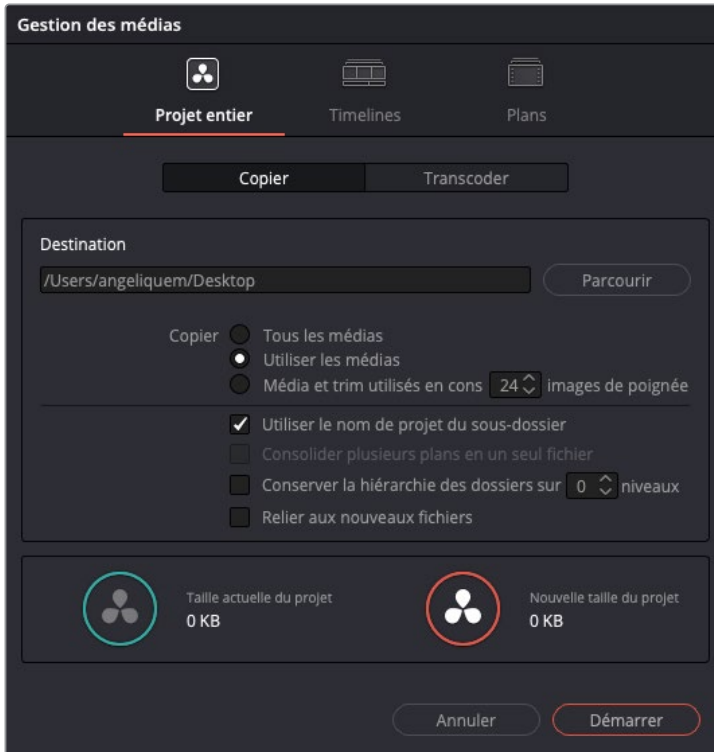 Gestion des médias
Projet entier Timelines Plans
Copier Transcoder
Destination
/Users/angeliquem/Desktop Parcourir
Copier Tous les médias
Utiliser les médias
Média et trim utilisés en cons 24 images de poignée
Utiliser le nom de projet du sous-dossier
Consolider plusieurs plans en un seul fichier
Conserver la hiérarchie des dossiers sur 0 niveaux
Relier aux nouveaux fichiers
Taille actuelle du projet Nouvelle taille du projet
0 KB 0 KB
Annuler Démarrer